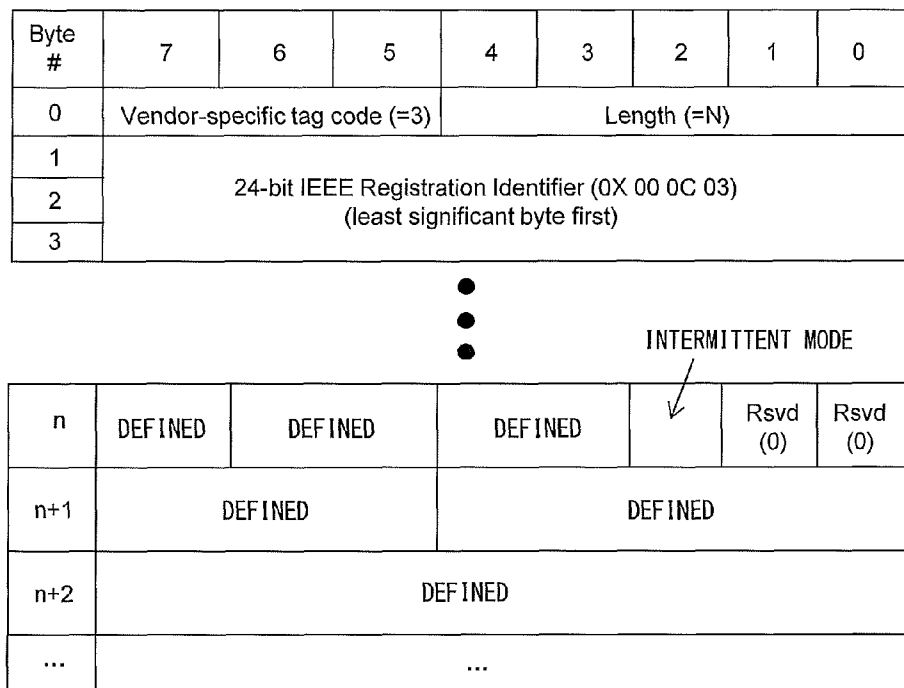 Byte # 7 6 5 4 3 2 1 0
0 Vendor-specific tag code (=3) Length (=N)
1
2 24-bit IEEE Registration Identifier (0X 00 0C 03)
(least significant byte first)
3
INTERMITTENT MODE
n DEFINED DEFINED DEFINED Rsvd (0) Rsvd (0)
n+1 DEFINED DEFINED
n+2 DEFINED
... ...